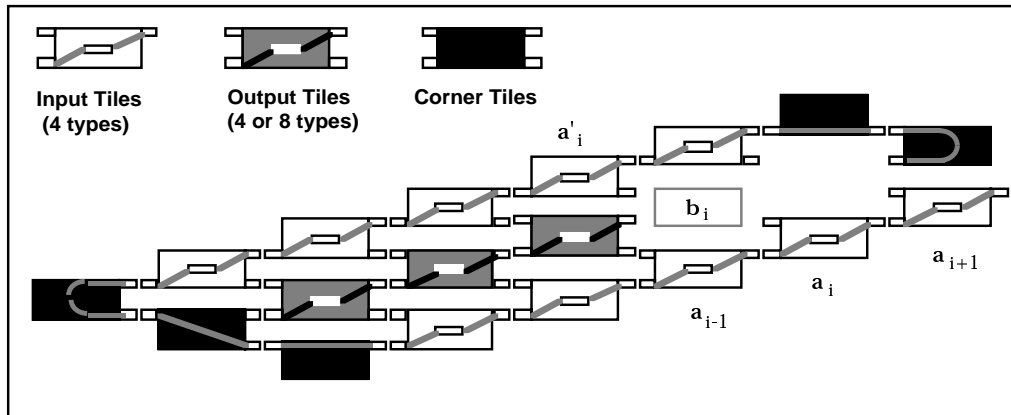 Input Tiles
(4 types)
Output Tiles
(4 or 8 types)
Corner Tiles
a'i
bi
ai-1
ai
ai+1